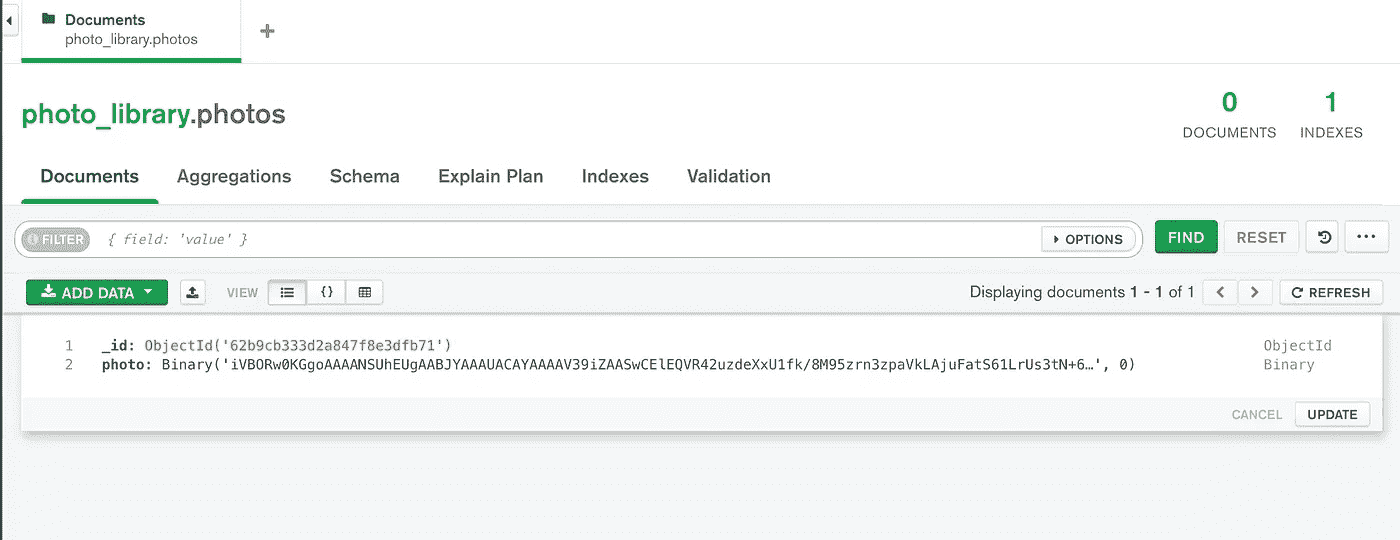 Documents
photo_library.photos
photo_library.photos
0
DOCUMENTS
1
INDEXES
Documents Aggregations Schema Explain Plan Indexes Validation
FILTER { field: 'value' } OPTIONS FIND RESET
ADD DATA VIEW {} Displaying documents 1 - 1 of 1 REFRESH
1 _id: ObjectId('62b9cb333d2a847f8e3dfb71') ObjectId
2 photo: Binary('iVBORw0KGgoAAAANSUhEUgAABJYAAAUACAYAAAAV39iZAASwCElEQVR42uzdeXxU1fk/8M95zrn3zpaVkLAjuFatS61LrUs3tN+6…', 0) Binary
CANCEL UPDATE